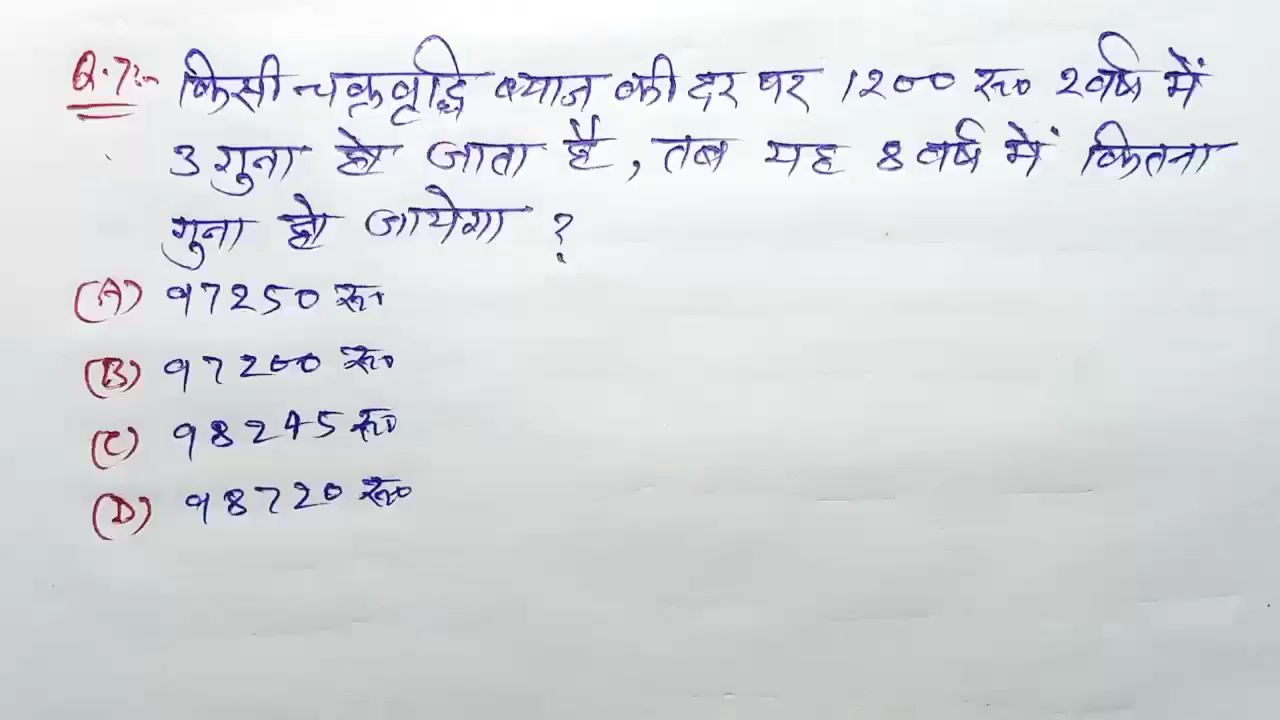 Q.7:- किसी चक्रवृद्धि ब्याज की दर पर 1200 रू० 2 वर्ष में
3 गुना हो जाता है, तब यह 8 वर्ष में कितना
गुना हो जायेगा ?
(A) 97250 रू०
(B) 97200 रू०
(C) 98245 रू०
(D) 98720 रू०